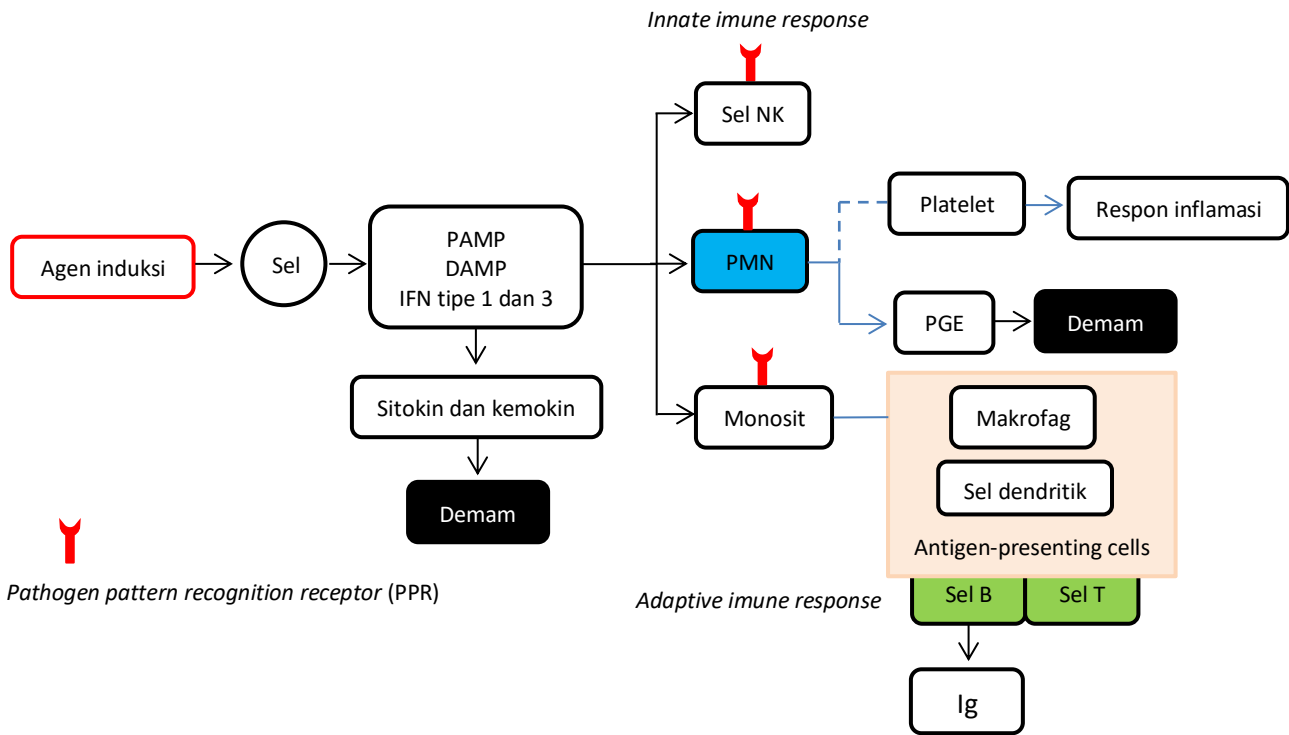 Innate imune response
Sel NK
Agen induksi
Sel
PAMP
DAMP
IFN tipe 1 dan 3
PMN
Platelet
Respon inflamasi
PGE
Demam
Sitokin dan kemokin
Demam
Monosit
Makrofag
Sel dendritik
Antigen-presenting cells
Pathogen pattern recognition receptor (PPR)
Adaptive imune response
Sel B
Sel T
Ig